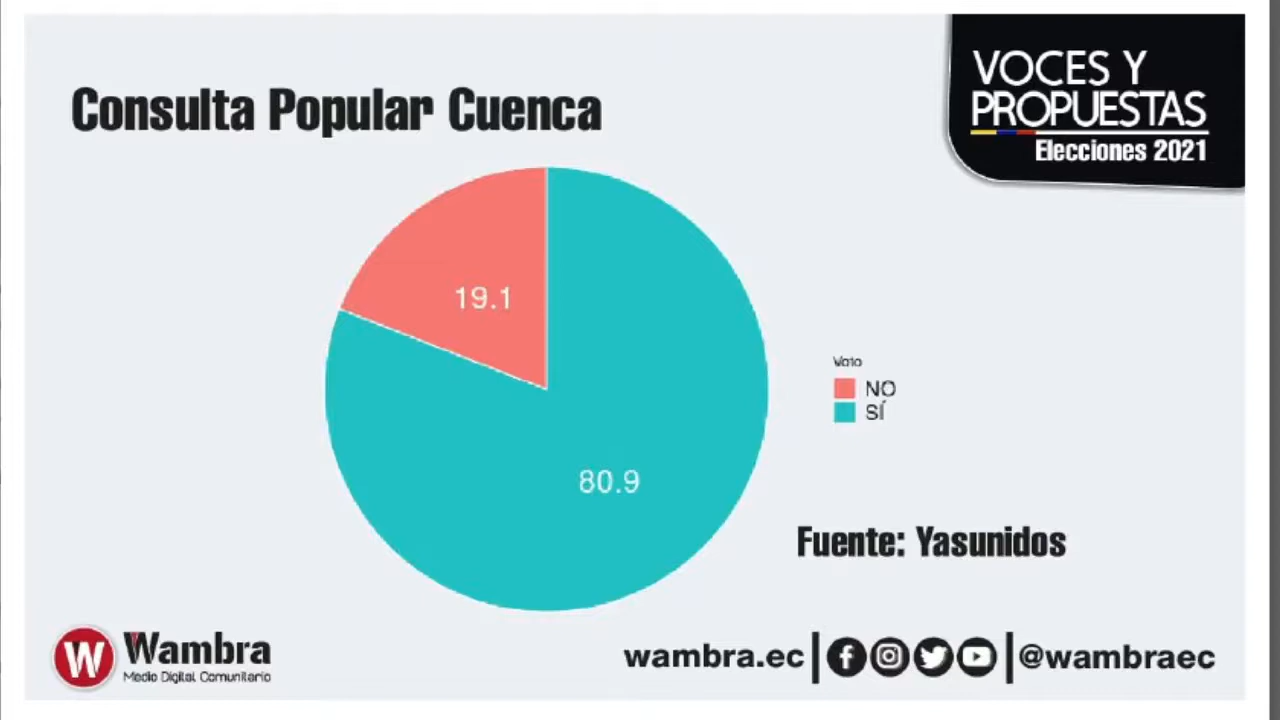 VOCES Y
PROPUESTAS
Elecciones 2021
Consulta Popular Cuenca
19.1
80.9
Voto
NO
SÍ
Fuente: Yasunidos
W Wambra
Medio Digital Comunitario
wambra.ec
@wambraec